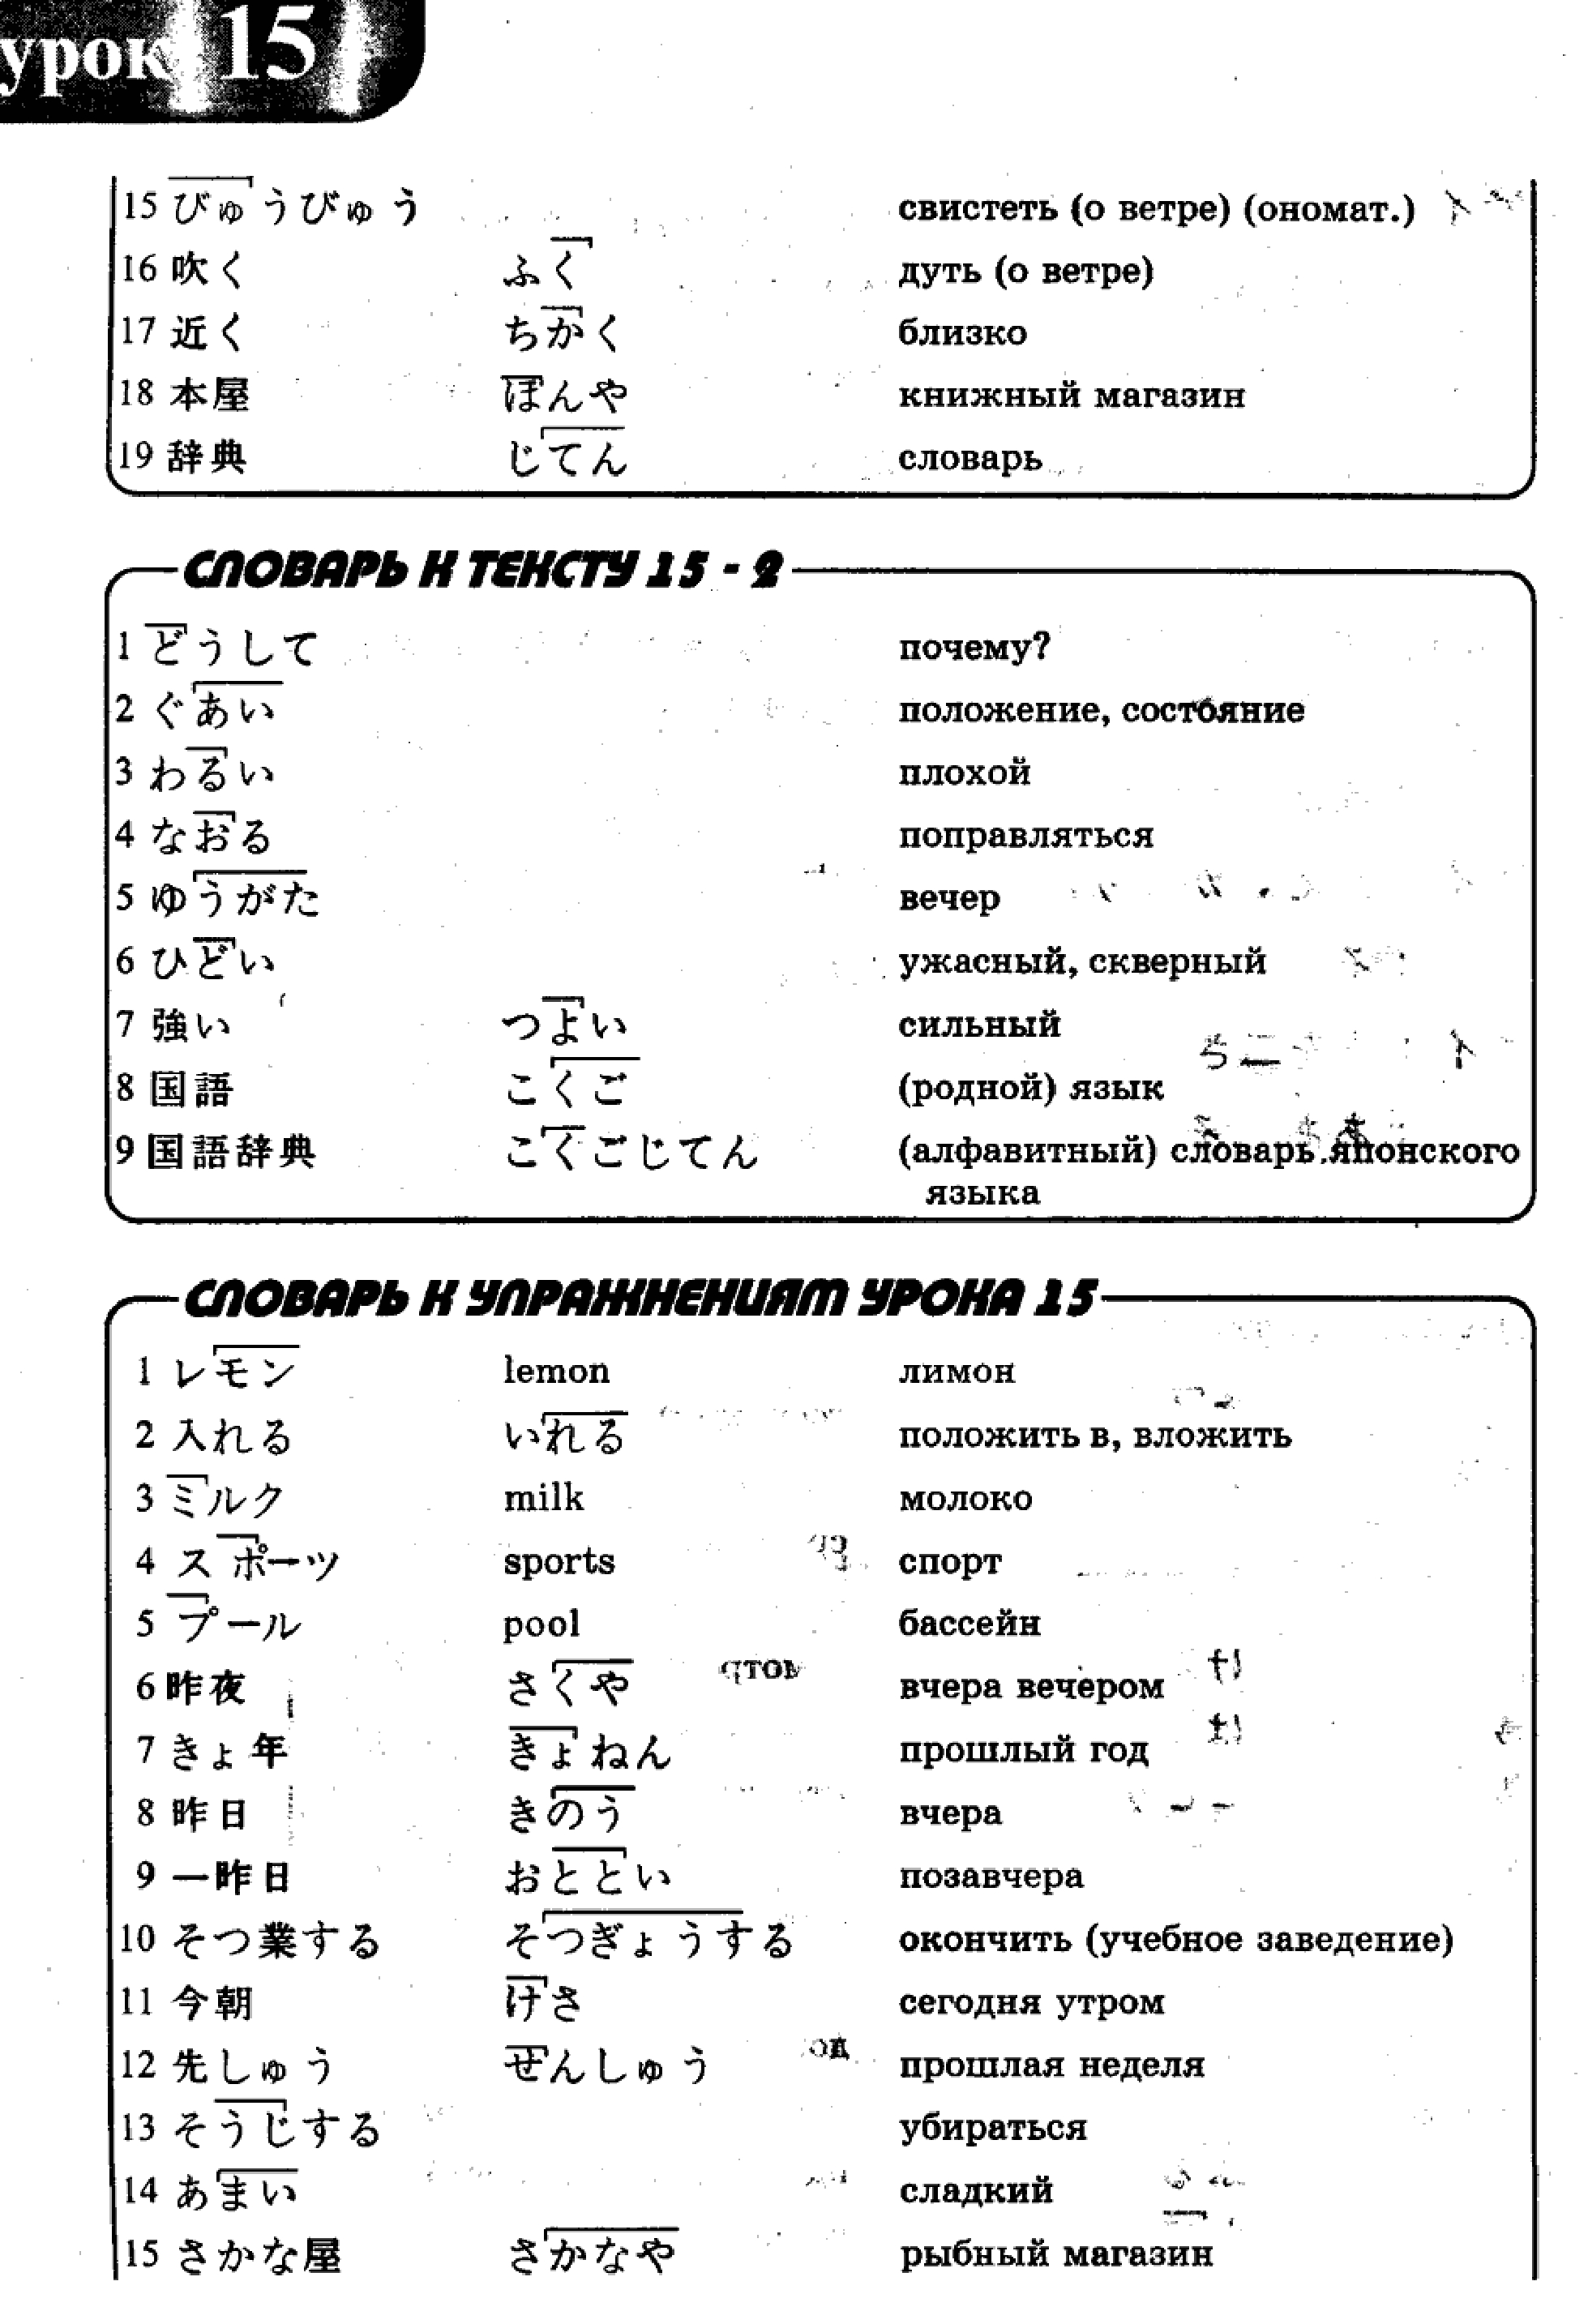 урок 15
15 びゅうびゅう свистеть (о ветре) (ономат.)
16 吹く ふく дуть (о ветре)
17 近く ちかく близко
18 本屋 ほんや книжный магазин
19 辞典 じてん словарь
СЛОВАРЬ К ТЕКСТУ 15 - 2
1 どうして почему?
2 ぐあい положение, состояние
3 わるい плохой
4 なおる поправляться
5 ゆうがた вечер
6 ひどい ужасный, скверный
7 強い つよい сильный
8 国語 こくご (родной) язык
9 国語辞典 こくごじてん (алфавитный) словарь японского
языка
СЛОВАРЬ К УПРАЖНЕНИЯМ УРОКА 15
1 レモン lemon лимон
2 入れる いれる положить в, вложить
3 ミルク milk молоко
4 スポーツ sports спорт
5 プール pool бассейн
6 昨夜 さくや вчера вечером
7 きょ年 きょねん прошлый год
8 昨日 きのう вчера
9 一昨日 おととい позавчера
10 そつ業する そつぎょうする окончить (учебное заведение)
11 今朝 けさ сегодня утром
12 先しゅう ぜんしゅう прошлая неделя
13 そうじする убираться
14 あまい сладкий
15 さかな屋 さかなや рыбный магазин